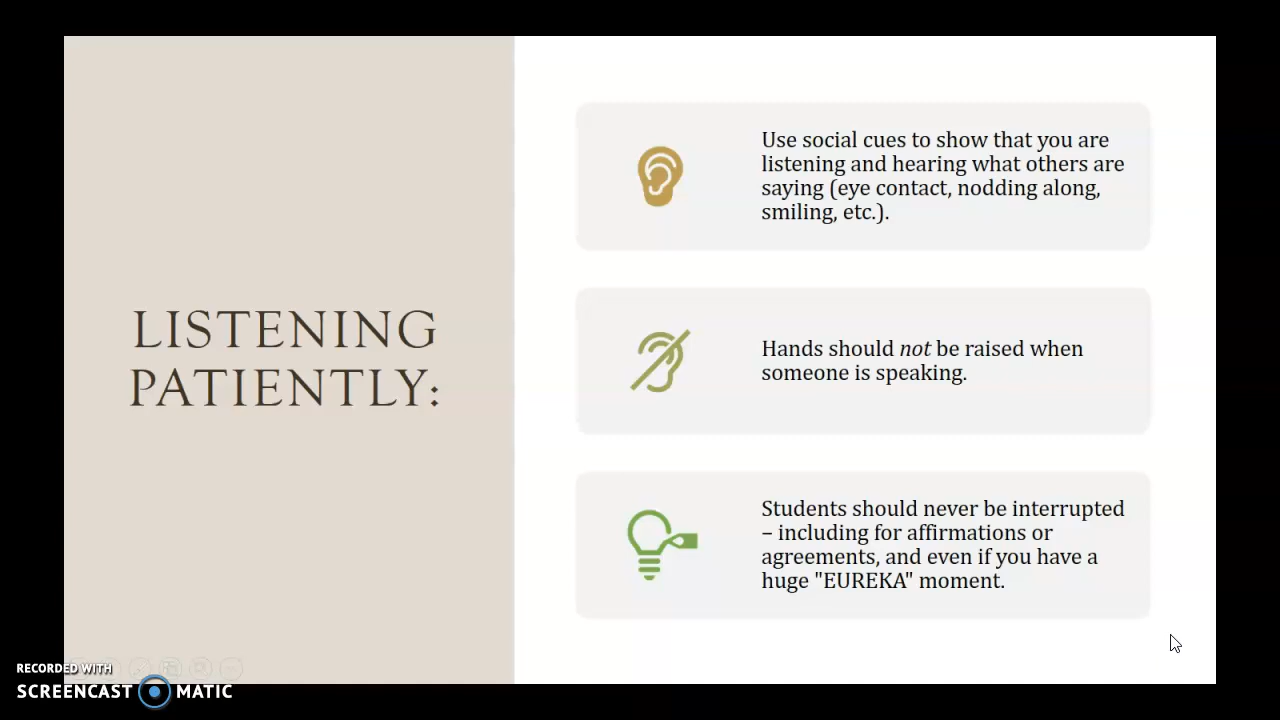 LISTENING
PATIENTLY:
Use social cues to show that you are
listening and hearing what others are
saying (eye contact, nodding along,
smiling, etc.).
Hands should not be raised when
someone is speaking.
Students should never be interrupted
– including for affirmations or
agreements, and even if you have a
huge "EUREKA" moment.
RECORDED WITH
SCREENCAST MATIC